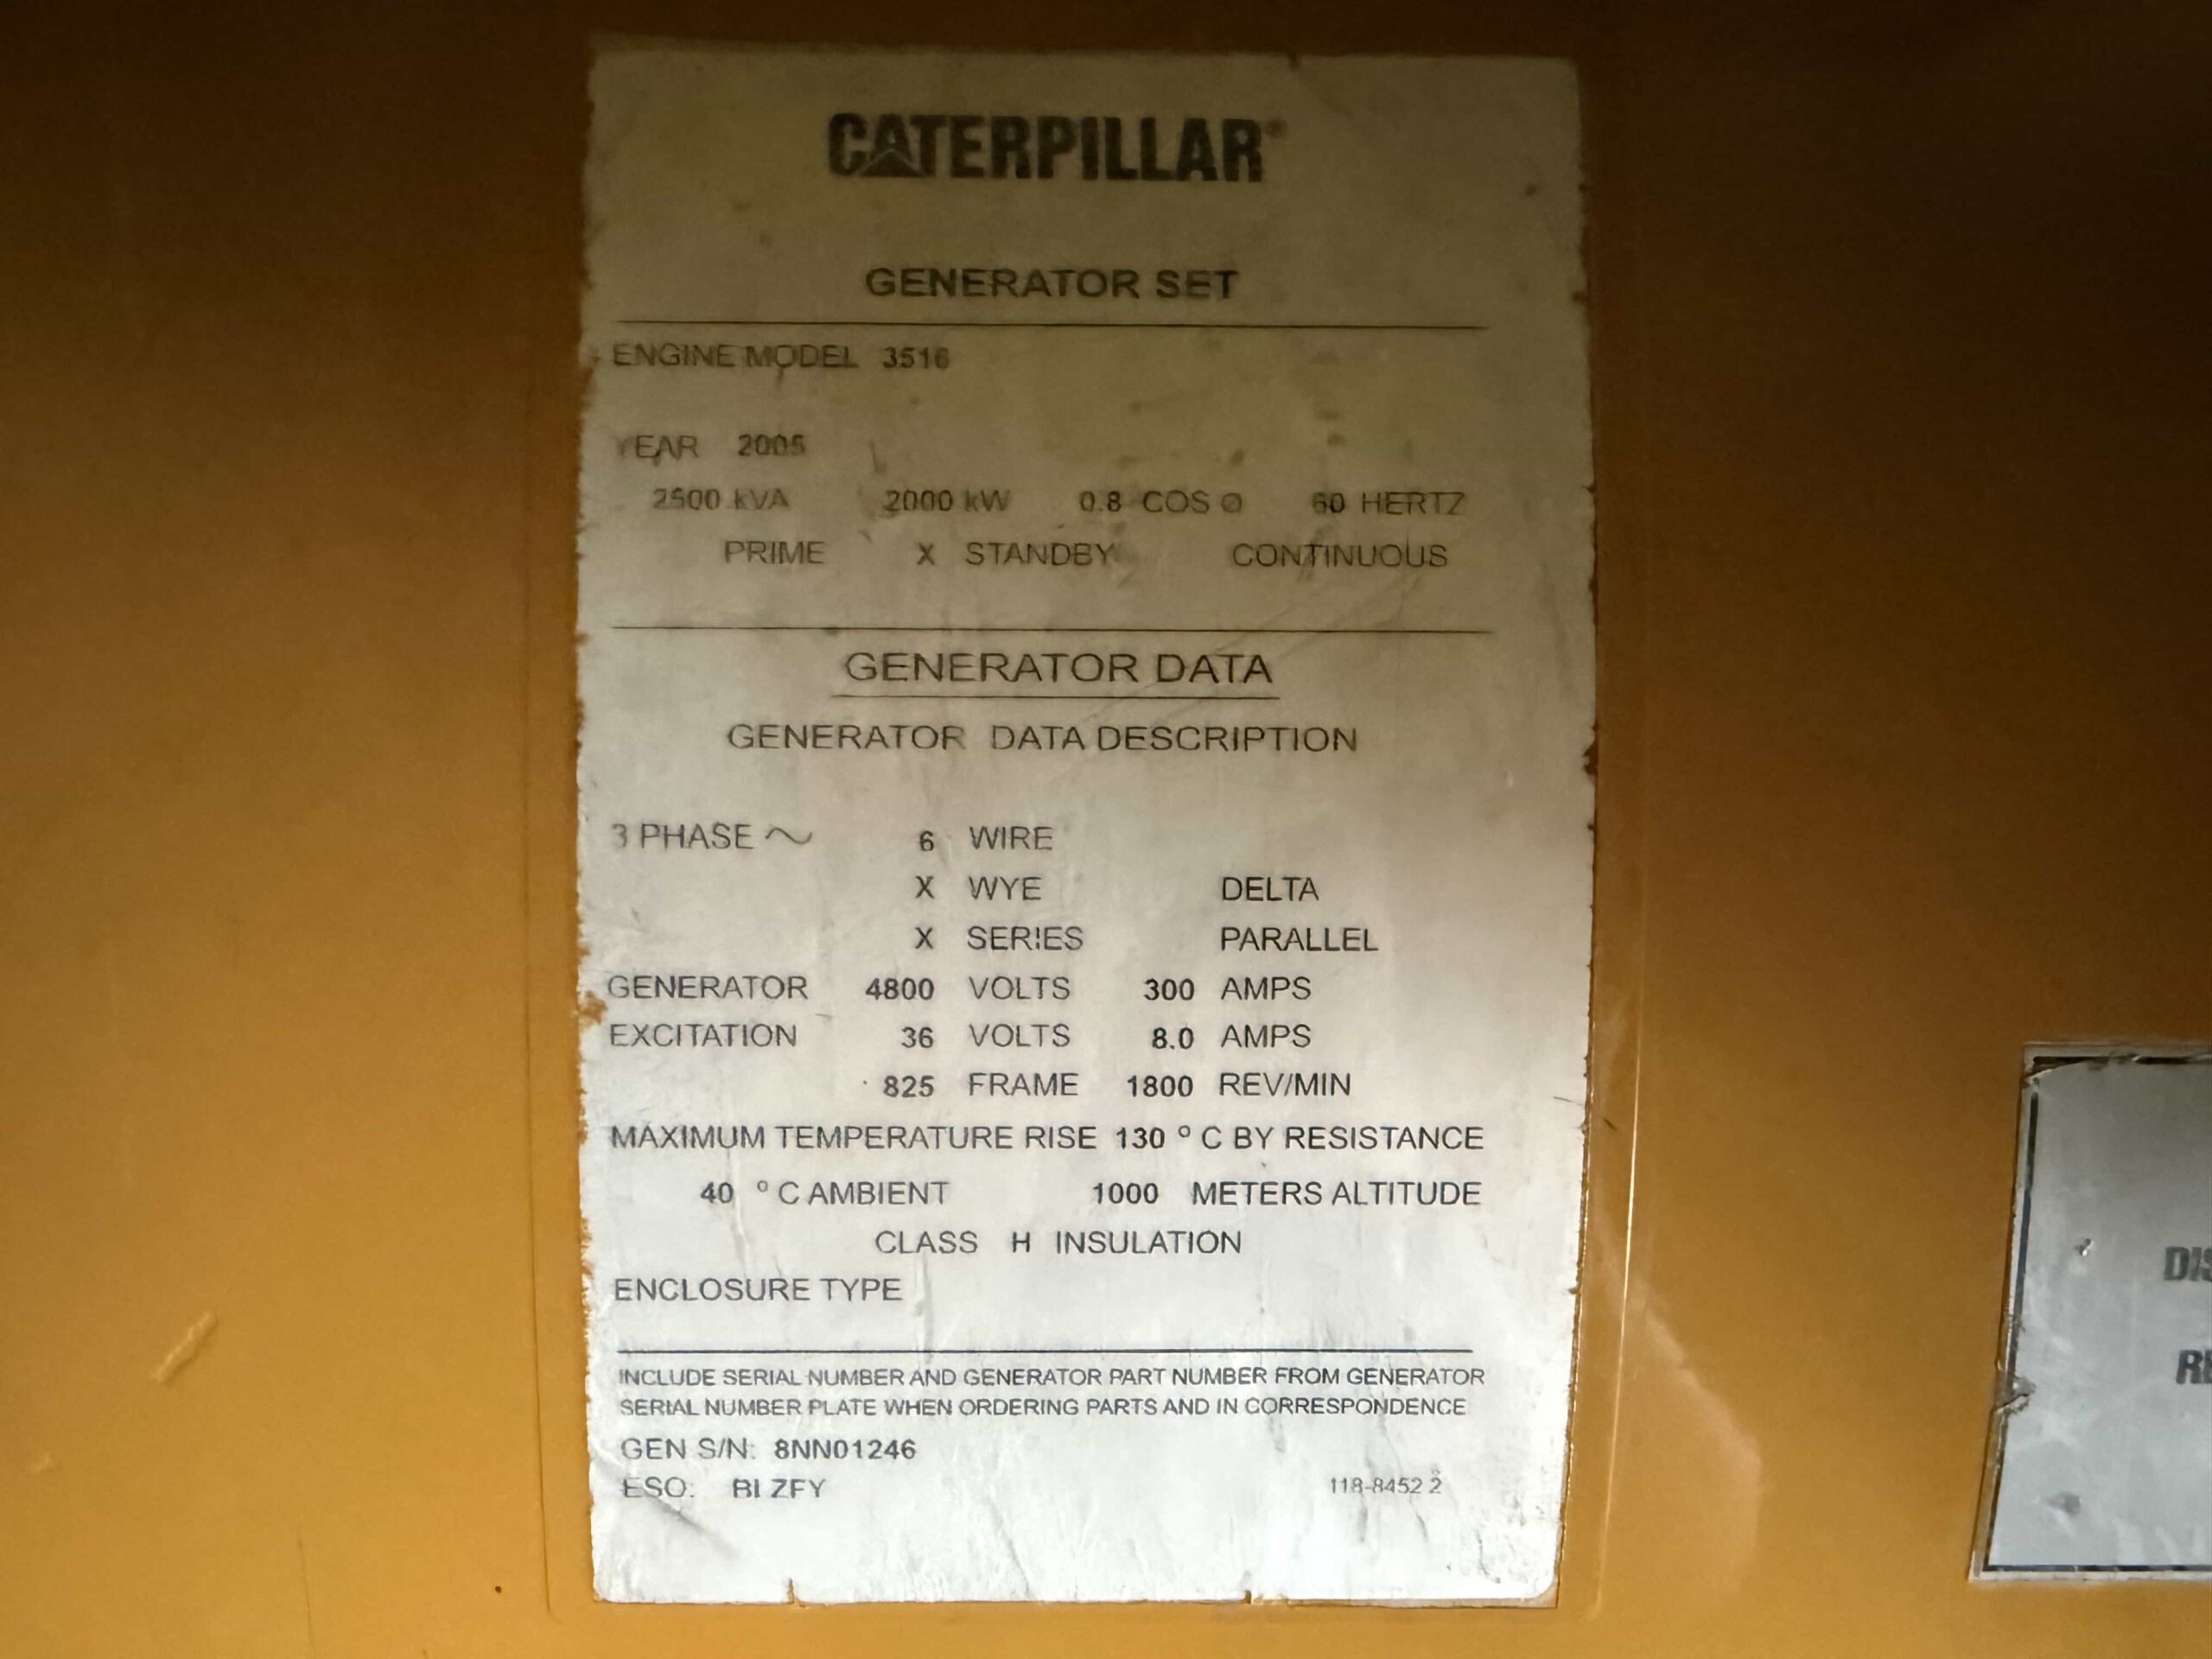 CATERPILLAR®
GENERATOR SET
ENGINE MODEL 3516
YEAR 2005
2500 kVA 2000 kW 0.8 COS Ø 60 HERTZ
PRIME X STANDBY CONTINUOUS
GENERATOR DATA
GENERATOR DATA DESCRIPTION
3 PHASE ~ 6 WIRE
X WYE DELTA
X SERIES PARALLEL
GENERATOR 4800 VOLTS 300 AMPS
EXCITATION 36 VOLTS 8.0 AMPS
825 FRAME 1800 REV/MIN
MAXIMUM TEMPERATURE RISE 130 ° C BY RESISTANCE
40 ° C AMBIENT 1000 METERS ALTITUDE
CLASS H INSULATION
ENCLOSURE TYPE
INCLUDE SERIAL NUMBER AND GENERATOR PART NUMBER FROM GENERATOR
SERIAL NUMBER PLATE WHEN ORDERING PARTS AND IN CORRESPONDENCE
GEN S/N: 8NN01246
ESO:
118-8452 2